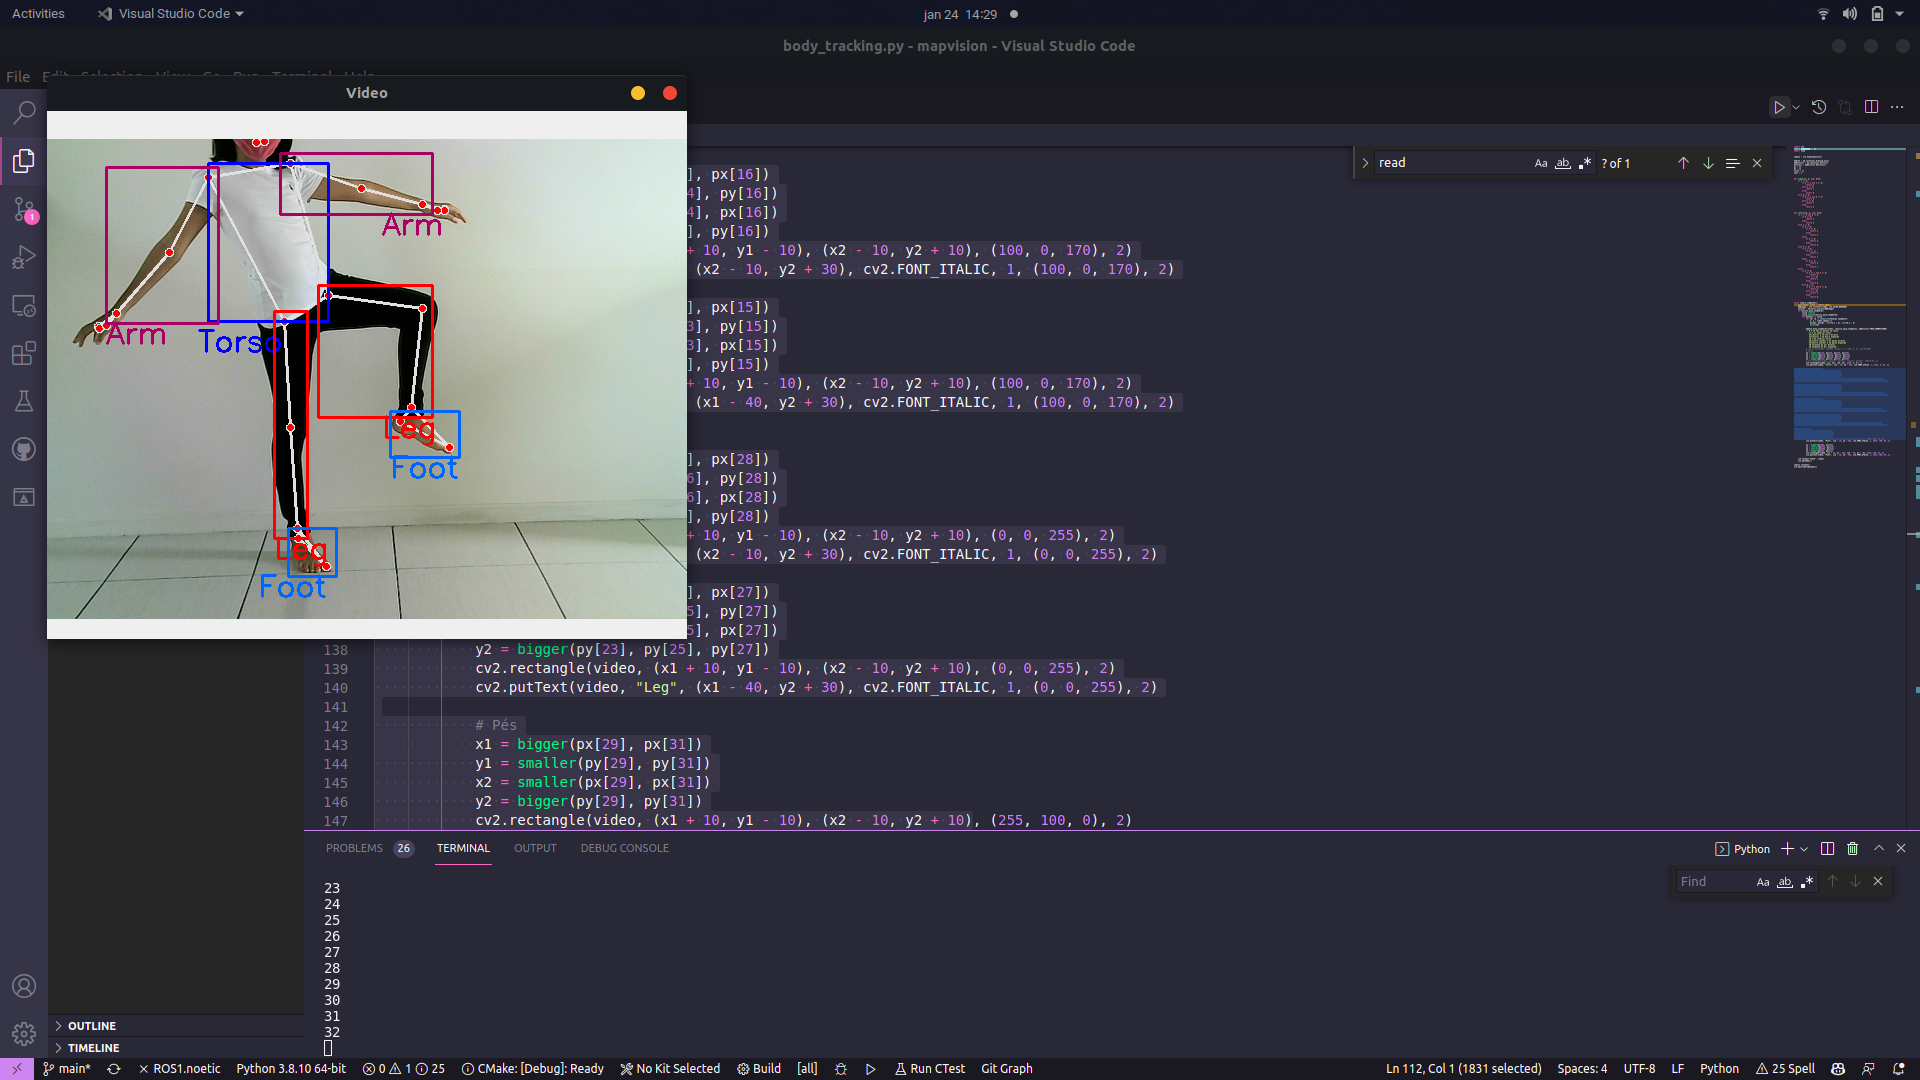 Activities
Visual Studio Code
jan 24 14:29
body_tracking.py - mapvision - Visual Studio Code
File
Video
read
Aa
ab
? of 1
Arm
Arm
Torso
Leg
Foot
Leg
Foot
], px[16])
4], py[16])
4], px[16])
], py[16])
+ 10, y1 - 10), (x2 - 10, y2 + 10), (100, 0, 170), 2)
(x2 - 10, y2 + 30), cv2.FONT_ITALIC, 1, (100, 0, 170), 2)
], px[15])
3], py[15])
3], px[15])
], py[15])
+ 10, y1 - 10), (x2 - 10, y2 + 10), (100, 0, 170), 2)
(x1 - 40, y2 + 30), cv2.FONT_ITALIC, 1, (100, 0, 170), 2)
], px[28])
6], py[28])
6], px[28])
], py[28])
+ 10, y1 - 10), (x2 - 10, y2 + 10), (0, 0, 255), 2)
(x2 - 10, y2 + 30), cv2.FONT_ITALIC, 1, (0, 0, 255), 2)
], px[27])
5], py[27])
5], px[27])
138 y2 = bigger(py[23], py[25], py[27])
139 cv2.rectangle(video, (x1 + 10, y1 - 10), (x2 - 10, y2 + 10), (0, 0, 255), 2)
140 cv2.putText(video, "Leg", (x1 - 40, y2 + 30), cv2.FONT_ITALIC, 1, (0, 0, 255), 2)
141
142 # Pés
143 x1 = bigger(px[29], px[31])
144 y1 = smaller(py[29], py[31])
145 x2 = smaller(px[29], px[31])
146 y2 = bigger(py[29], py[31])
147 cv2.rectangle(video, (x1 + 10, y1 - 10), (x2 - 10, y2 + 10), (255, 100, 0), 2)
PROBLEMS 26 TERMINAL OUTPUT DEBUG CONSOLE
Python
Find
Aa
ab
23
24
25
26
27
28
29
30
31
32
OUTLINE
TIMELINE
main* ROS1.noetic Python 3.8.10 64-bit 0 1 25 CMake: [Debug]: Ready No Kit Selected Build [all] Run CTest Git Graph Ln 112, Col 1 (1831 selected) Spaces: 4 UTF-8 LF Python 25 Spell